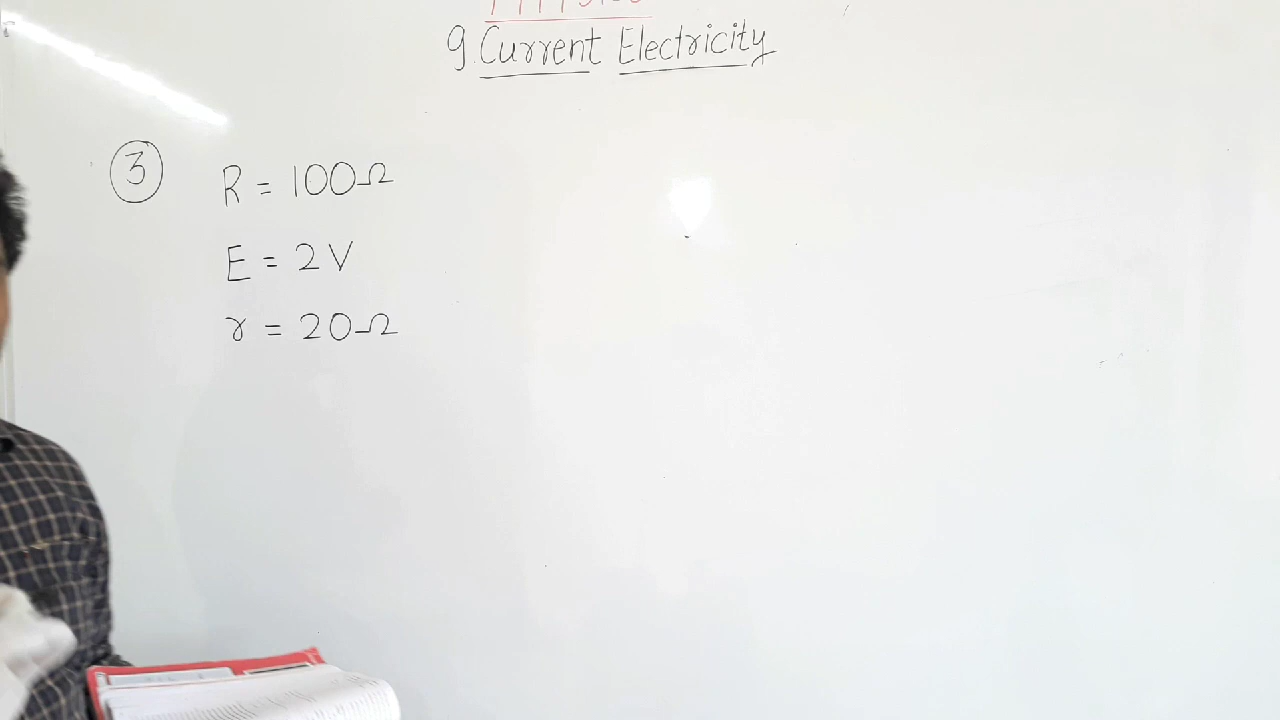 9. Current Electricity
3 R = 100Ω
E = 2V
r = 20Ω